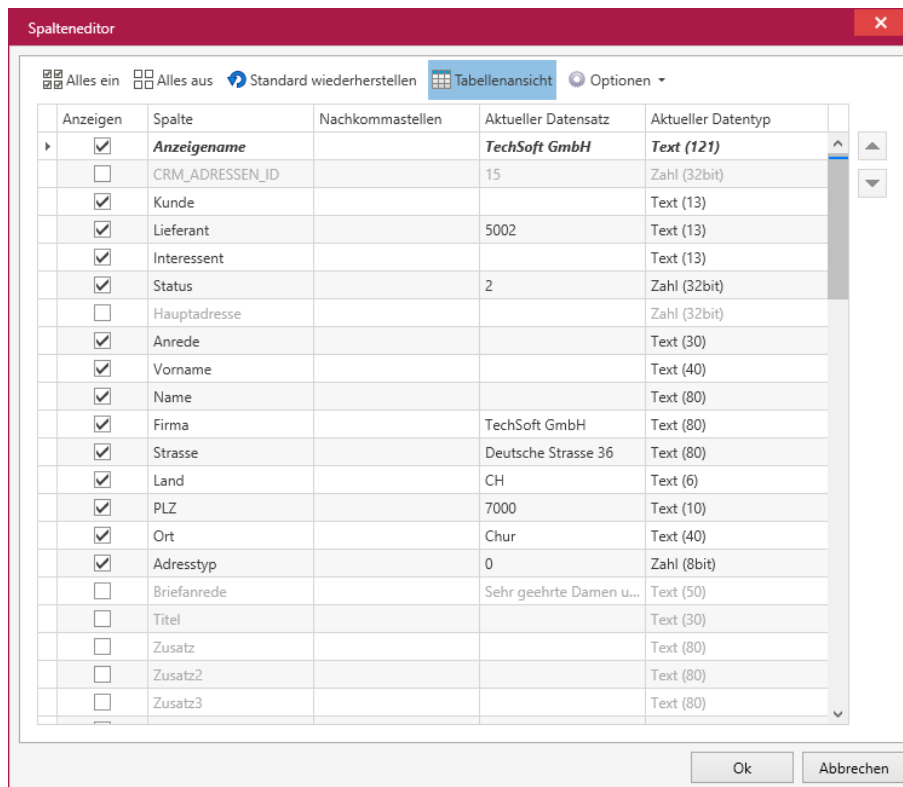 Spalteneditor
Alles ein Alles aus Standard wiederherstellen Tabellenansicht Optionen
Anzeigen Spalte Nachkommastellen Aktueller Datensatz Aktueller Datentyp
Anzeigename TechSoft GmbH Text (121)
CRM_ADRESSEN_ID 15 Zahl (32bit)
Kunde Text (13)
Lieferant 5002 Text (13)
Interessent Text (13)
Status 2 Zahl (32bit)
Hauptadresse Zahl (32bit)
Anrede Text (30)
Vorname Text (40)
Name Text (80)
Firma TechSoft GmbH Text (80)
Strasse Deutsche Strasse 36 Text (80)
Land CH Text (6)
PLZ 7000 Text (10)
Ort Chur Text (40)
Adresstyp 0 Zahl (8bit)
Briefanrede Sehr geehrte Damen u... Text (50)
Titel Text (30)
Zusatz Text (80)
Zusatz2 Text (80)
Zusatz3 Text (80)
Ok Abbrechen